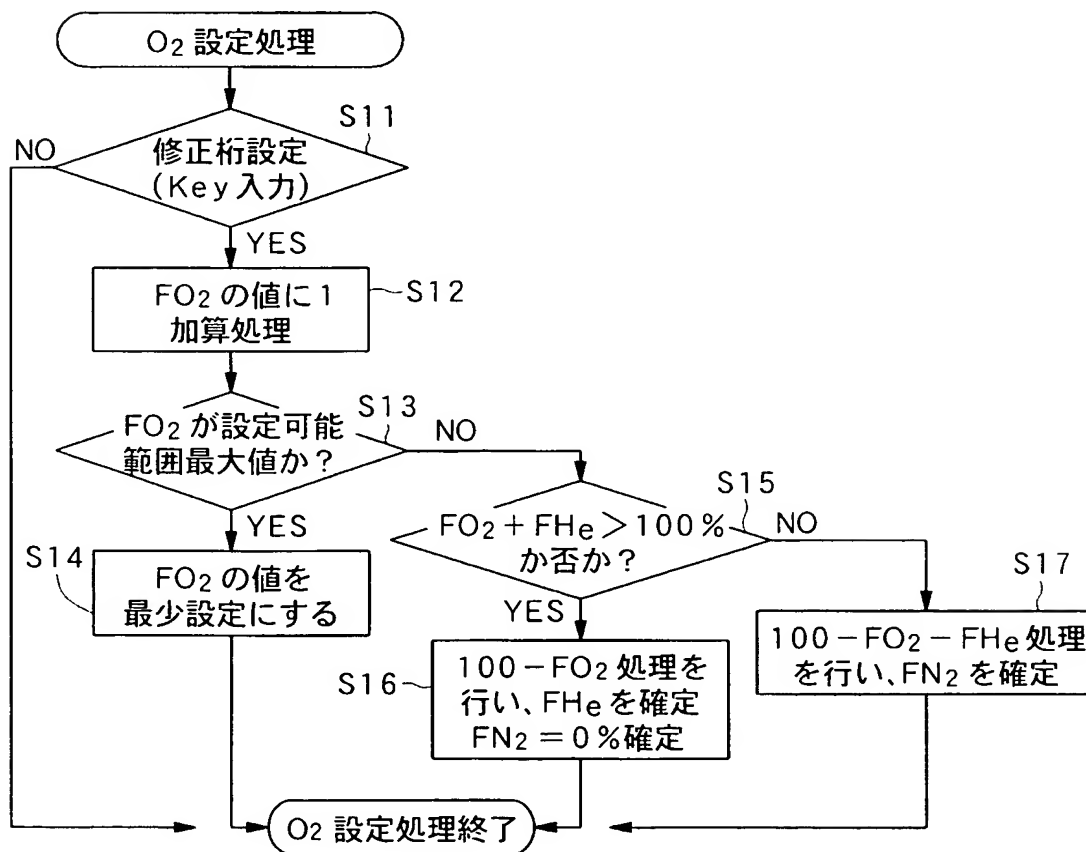 O₂ 設定処理
S11
NO
修正桁設定
(Key 入力)
YES
S12
FO₂ の値に 1
加算処理
S13
FO₂ が設定可能
範囲最大値か?
NO
YES
S15
FO₂ + FHe > 100%
か否か?
NO
YES
S14
FO₂ の値を
最少設定にする
S17
100 - FO₂ - FHe 処理
を行い、FN₂ を確定
S16
100 - FO₂ 処理を
行い、FHe を確定
FN₂ = 0%確定
O₂ 設定処理終了